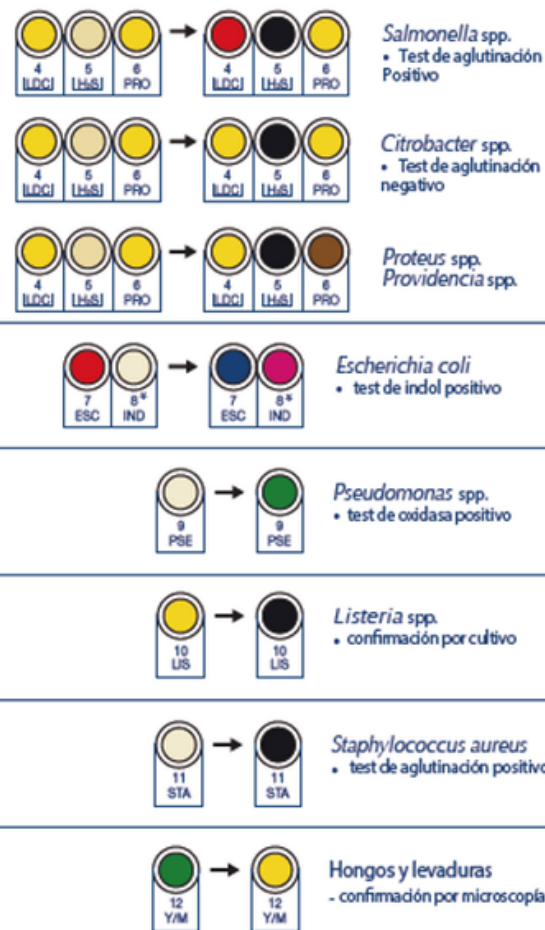 Salmonella spp.
• Test de aglutinación
Positivo
4 5 6 4 5 6
LDC H₂S PRO LDC H₂S PRO
Citrobacter spp.
• Test de aglutinación
negativo
4 5 6 4 5 6
LDC H₂S PRO LDC H₂S PRO
Proteus spp.
Providencia spp.
4 5 6 4 5 6
LDC H₂S PRO LDC H₂S PRO
Escherichia coli
• test de indol positivo
7 8* 7 8*
ESC IND ESC IND
Pseudomonas spp.
• test de oxidasa positivo
9 9
PSE PSE
Listeria spp.
• confirmación por cultivo
10 10
LIS LIS
Staphylococcus aureus
• test de aglutinación positivo
11 11
STA STA
Hongos y levaduras
- confirmación por microscopía
12 12
Y/M Y/M